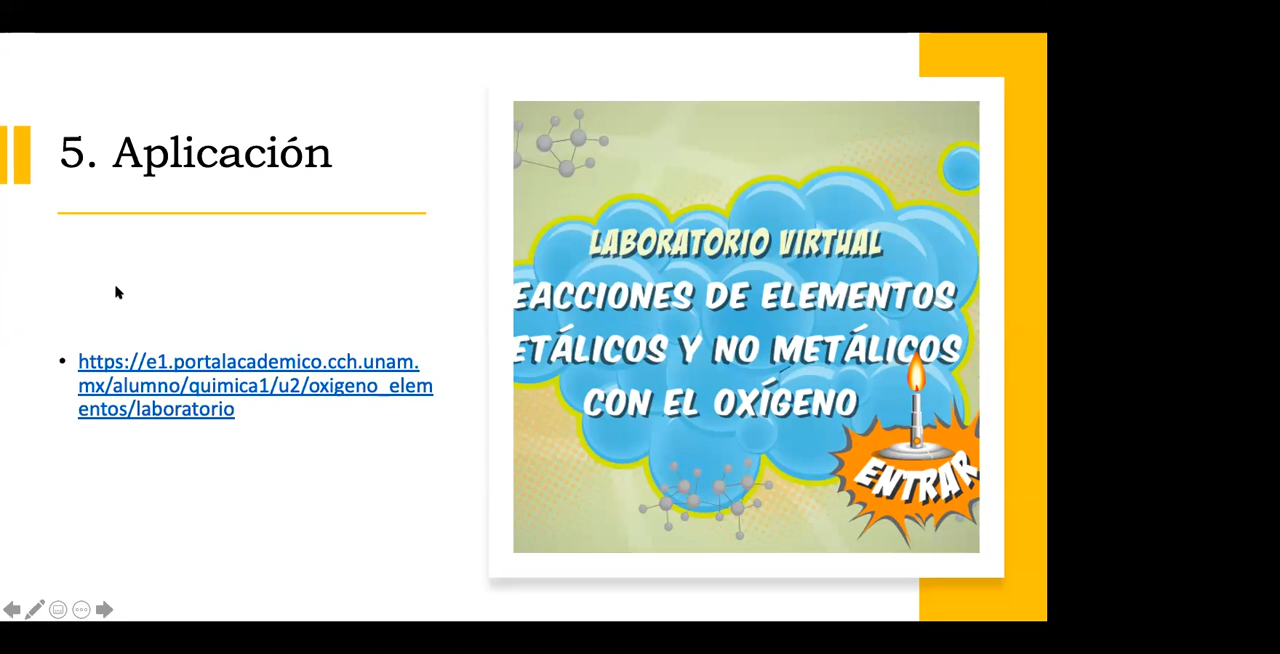 5. Aplicación
• https://e1.portalacademico.cch.unam.
mx/alumno/quimica1/u2/oxigeno_elem
entos/laboratorio
LABORATORIO VIRTUAL
EACCIONES DE ELEMENTOS
ETÁLICOS Y NO METÁLICOS
CON EL OXÍGENO
ENTRAR